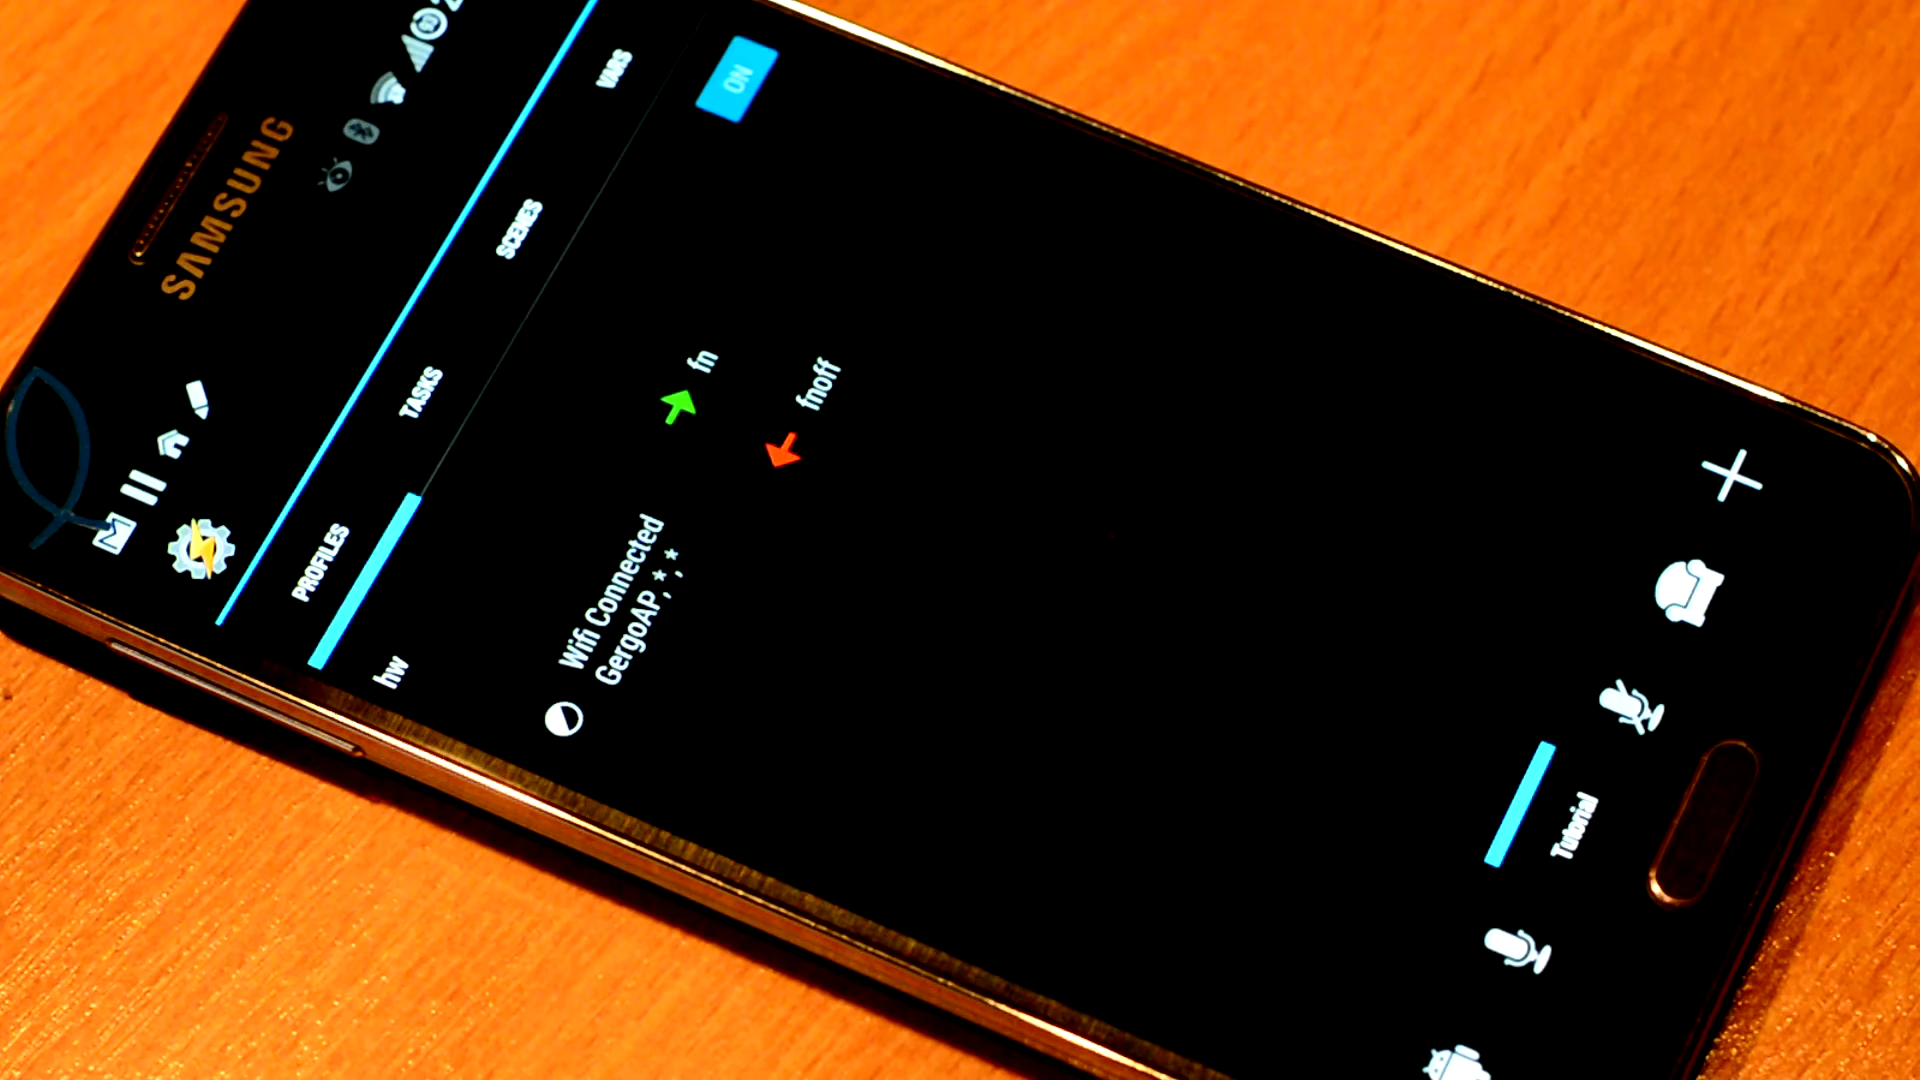 SAMSUNG
PROFILES
TASKS
SCENES
VARS
hw
ON
Wifi Connected
GergoAP,*,*
fn
fnoff
Tutorial